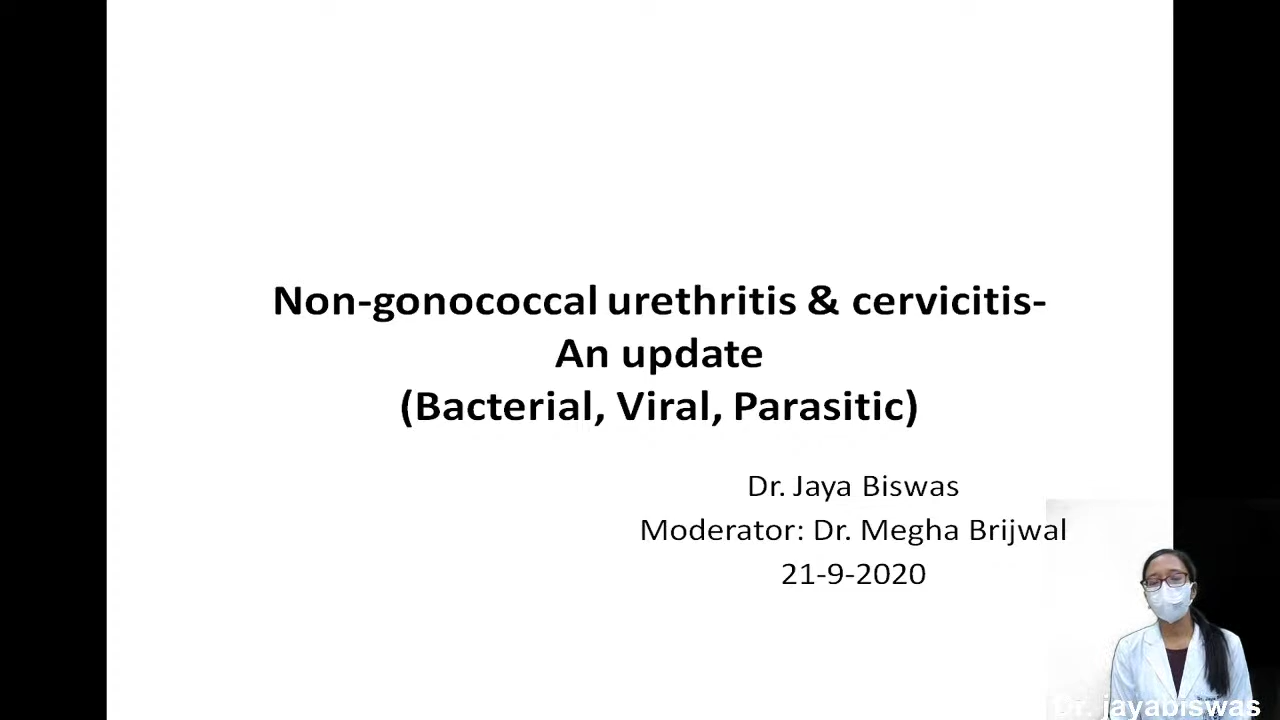 Non-gonococcal urethritis & cervicitis-
An update
(Bacterial, Viral, Parasitic)
Dr. Jaya Biswas
Moderator: Dr. Megha Brijwal
21-9-2020
Dr. jayabiswas